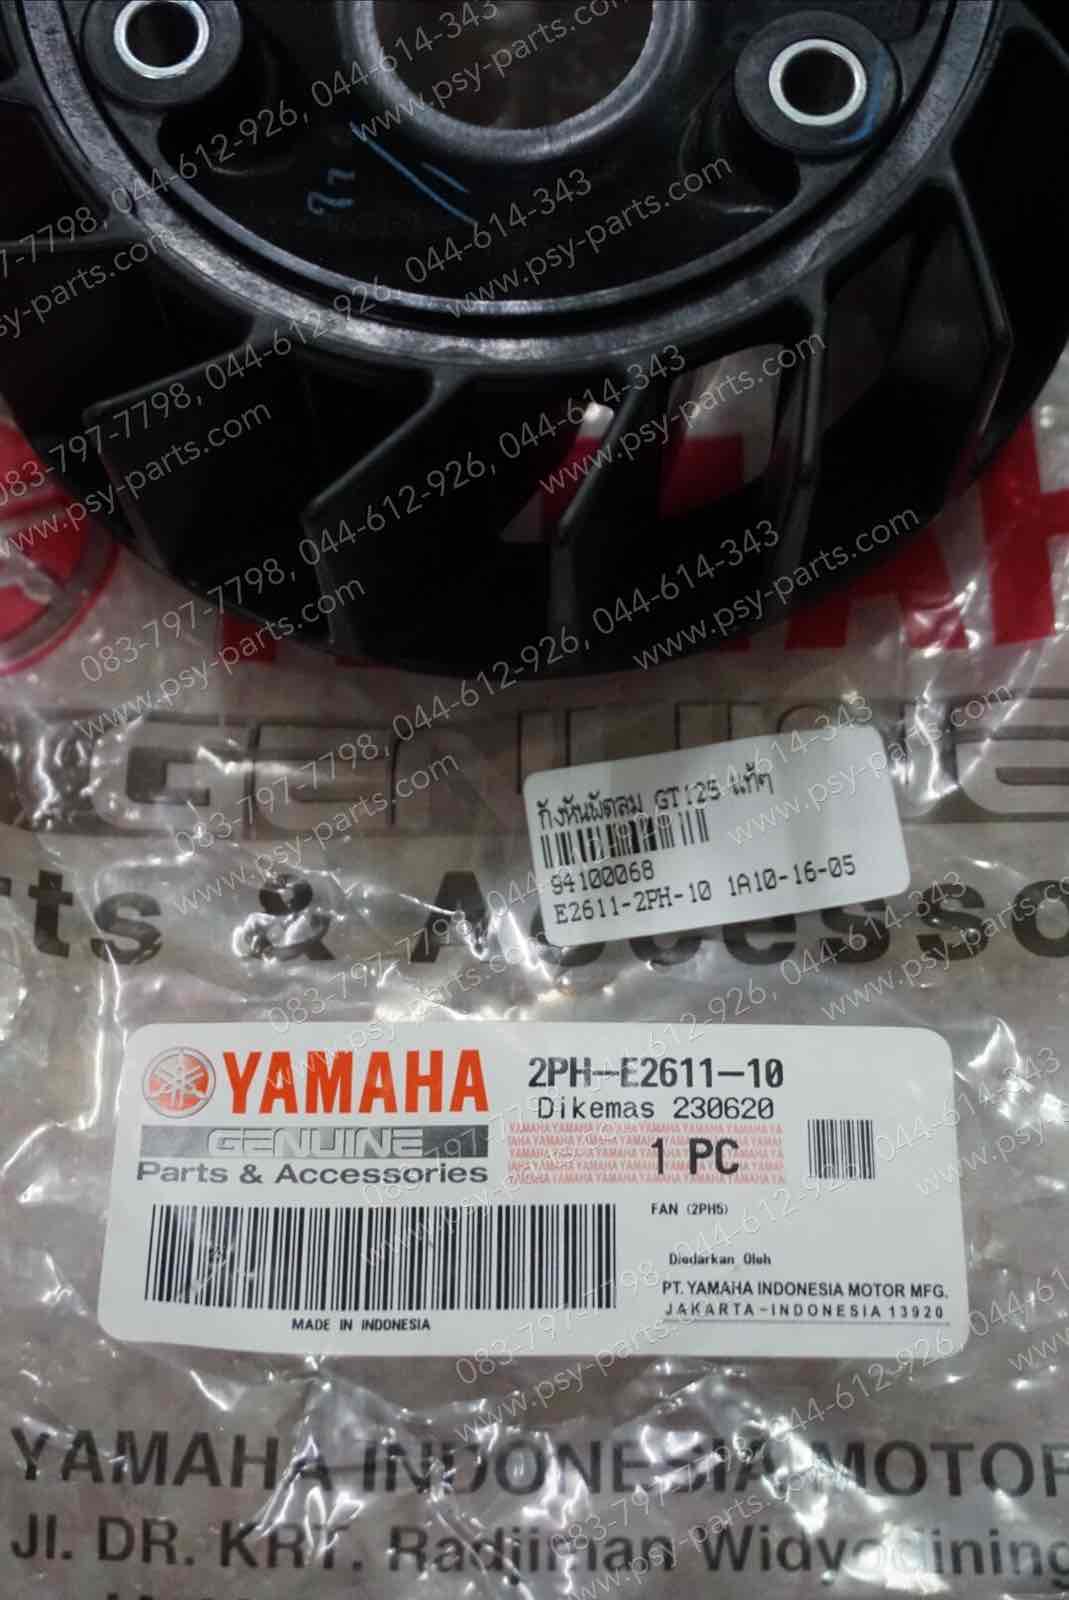 กังหันพัดลม GT125 แท้ๆ
94100068
E2611-2PH-10 1A10-16-05
YAMAHA
GENUINE
Parts & Accessories
2PH-E2611-10
Dikemas 230620
1 PC
FAN (2PH5)
Diedarkan Oleh
PT. YAMAHA INDONESIA MOTOR MFG.
JAKARTA-INDONESIA 13920
MADE IN INDONESIA
GENUINE
ts & Accesso
YAMAHA INDONESIA MOTOR
Jl. DR. KRT. Radjiman Widyodining
083-797-7798, 044-612-926, 044-614-343
www.psy-parts.com